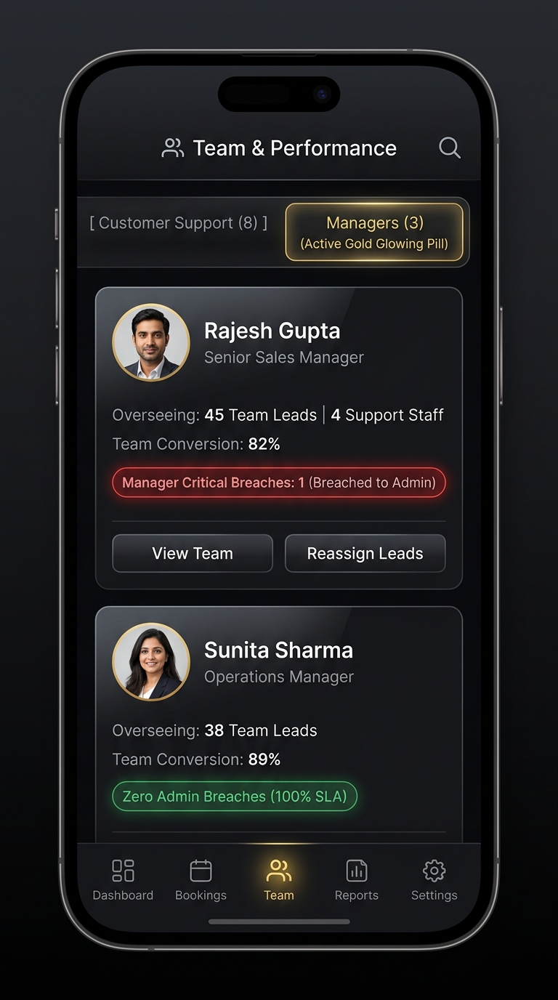 Team & Performance
[ Customer Support (8) ]
Managers (3)
(Active Gold Glowing Pill)
Rajesh Gupta
Senior Sales Manager
Overseeing: 45 Team Leads | 4 Support Staff
Team Conversion: 82%
Manager Critical Breaches: 1 (Breached to Admin)
View Team
Reassign Leads
Sunita Sharma
Operations Manager
Overseeing: 38 Team Leads
Team Conversion: 89%
Zero Admin Breaches (100% SLA)
Dashboard
Bookings
Team
Reports
Settings